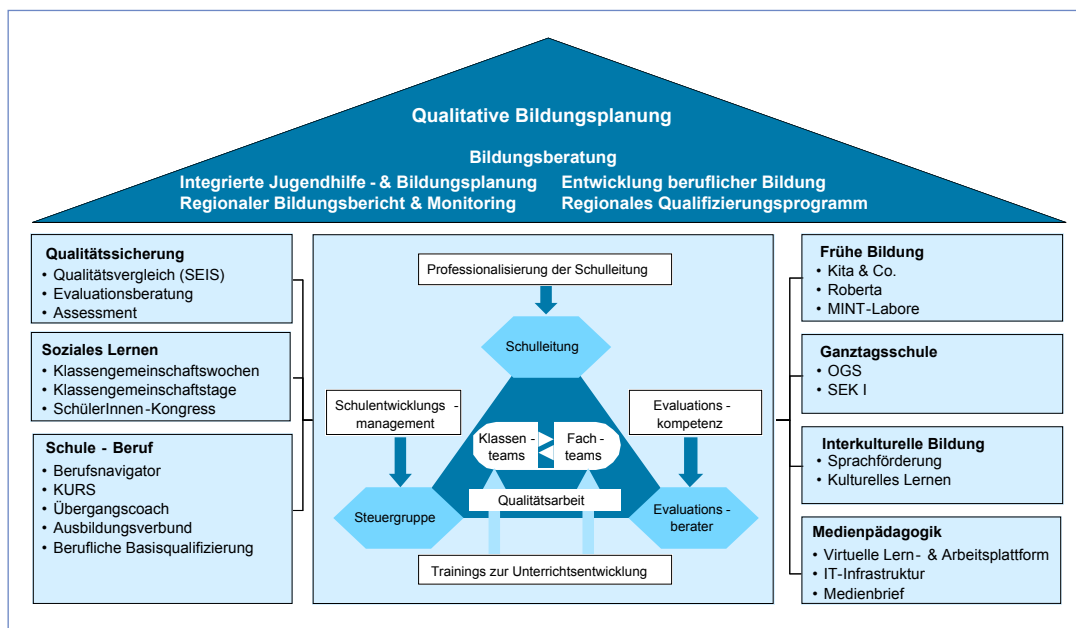 Qualitative Bildungsplanung
Bildungsberatung
Integrierte Jugendhilfe - & Bildungsplanung
Entwicklung beruflicher Bildung
Regionaler Bildungsbericht & Monitoring
Regionales Qualifizierungsprogramm
Qualitätssicherung
• Qualitätsvergleich (SEIS)
• Evaluationsberatung
• Assessment
Soziales Lernen
• Klassengemeinschaftswochen
• Klassengemeinschaftstage
• SchülerInnen-Kongress
Schule - Beruf
• Berufsnavigator
• KURS
• Übergangscoach
• Ausbildungsverbund
• Berufliche Basisqualifizierung
Professionalisierung der Schulleitung
Schulleitung
Schulentwicklungs -
management
Evaluations -
kompetenz
Klassen -
teams
Fach -
teams
Qualitätsarbeit
Steuergruppe
Evaluations -
berater
Trainings zur Unterrichtsentwicklung
Frühe Bildung
• Kita & Co.
• Roberta
• MINT-Labore
Ganztagsschule
• OGS
• SEK I
Interkulturelle Bildung
• Sprachförderung
• Kulturelles Lernen
Medienpädagogik
• Virtuelle Lern- & Arbeitsplattform
• IT-Infrastruktur
• Medienbrief